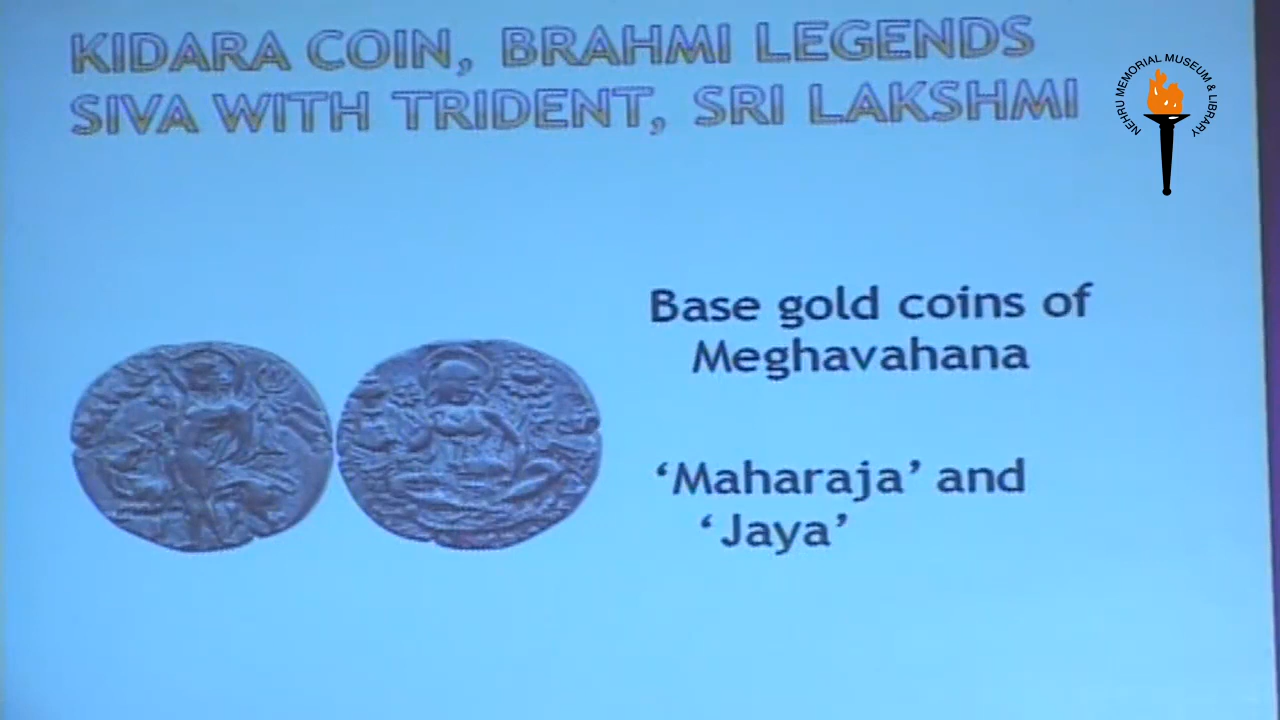 KIDARA COIN, BRAHMI LEGENDS
SIVA WITH TRIDENT, SRI LAKSHMI
NEHRU MEMORIAL MUSEUM & LIBRARY
Base gold coins of
Meghavahana
‘Maharaja’ and
‘Jaya’